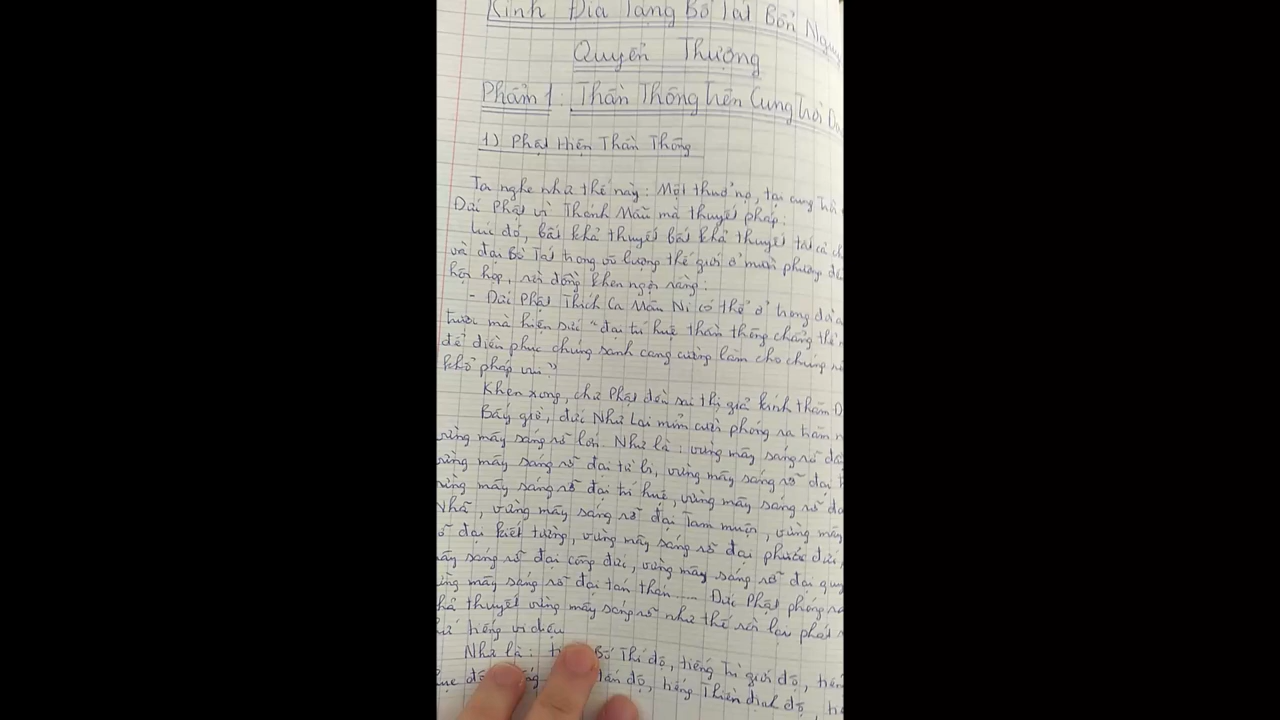 Kinh Địa Tạng Bồ Tát Bổn
Quyển Thượng
Phẩm 1: Thần Thông Trên Cung Trời
1) Phật Hiện Thần Thông
Ta nghe như thế này: Một thuở nọ, tại cung Trời
Đức Phật vì Thánh Mẫu mà thuyết pháp:
Lúc đó, bất khả thuyết bất khả thuyết tất cả
và đại Bồ Tát trong vô lượng thế giới ở mười phương
hội họp, rồi đồng khen ngợi rằng:
- Đức Phật Thích Ca Mâu Ni có thể ở trong
trược mà hiện sức "đại trí huệ thần thông chẳng thể
để điều phục chúng sanh cang cường làm cho chúng
khổ pháp vui"
Khen xong, chư Phật đều sai thị giả kính thăm
Bấy giờ, đức Như Lai mỉm cười phóng ra trăm
vừng mây sáng rỡ lớn. Như là: vừng mây sáng rỡ
vừng mây sáng rỡ đại từ bi, vừng mây sáng rỡ đại
vừng mây sáng rỡ đại trí huệ, vừng mây sáng rỡ
Nhã, vừng mây sáng rỡ đại Tam muội, vừng mây
rỡ đại kiết tường, vừng mây sáng rỡ đại phước đức,
mây sáng rỡ đại công đức, vừng mây sáng rỡ đại quy
vừng mây sáng rỡ đại tán thán..... Đức Phật phóng ra
khả thuyết vừng mây sáng rỡ như thế rồi lại phát
thứ tiếng vi diệu
Như là: Bố Thí độ, tiếng Trì giới độ,
độ, tấn độ, tiếng Thiền định độ,